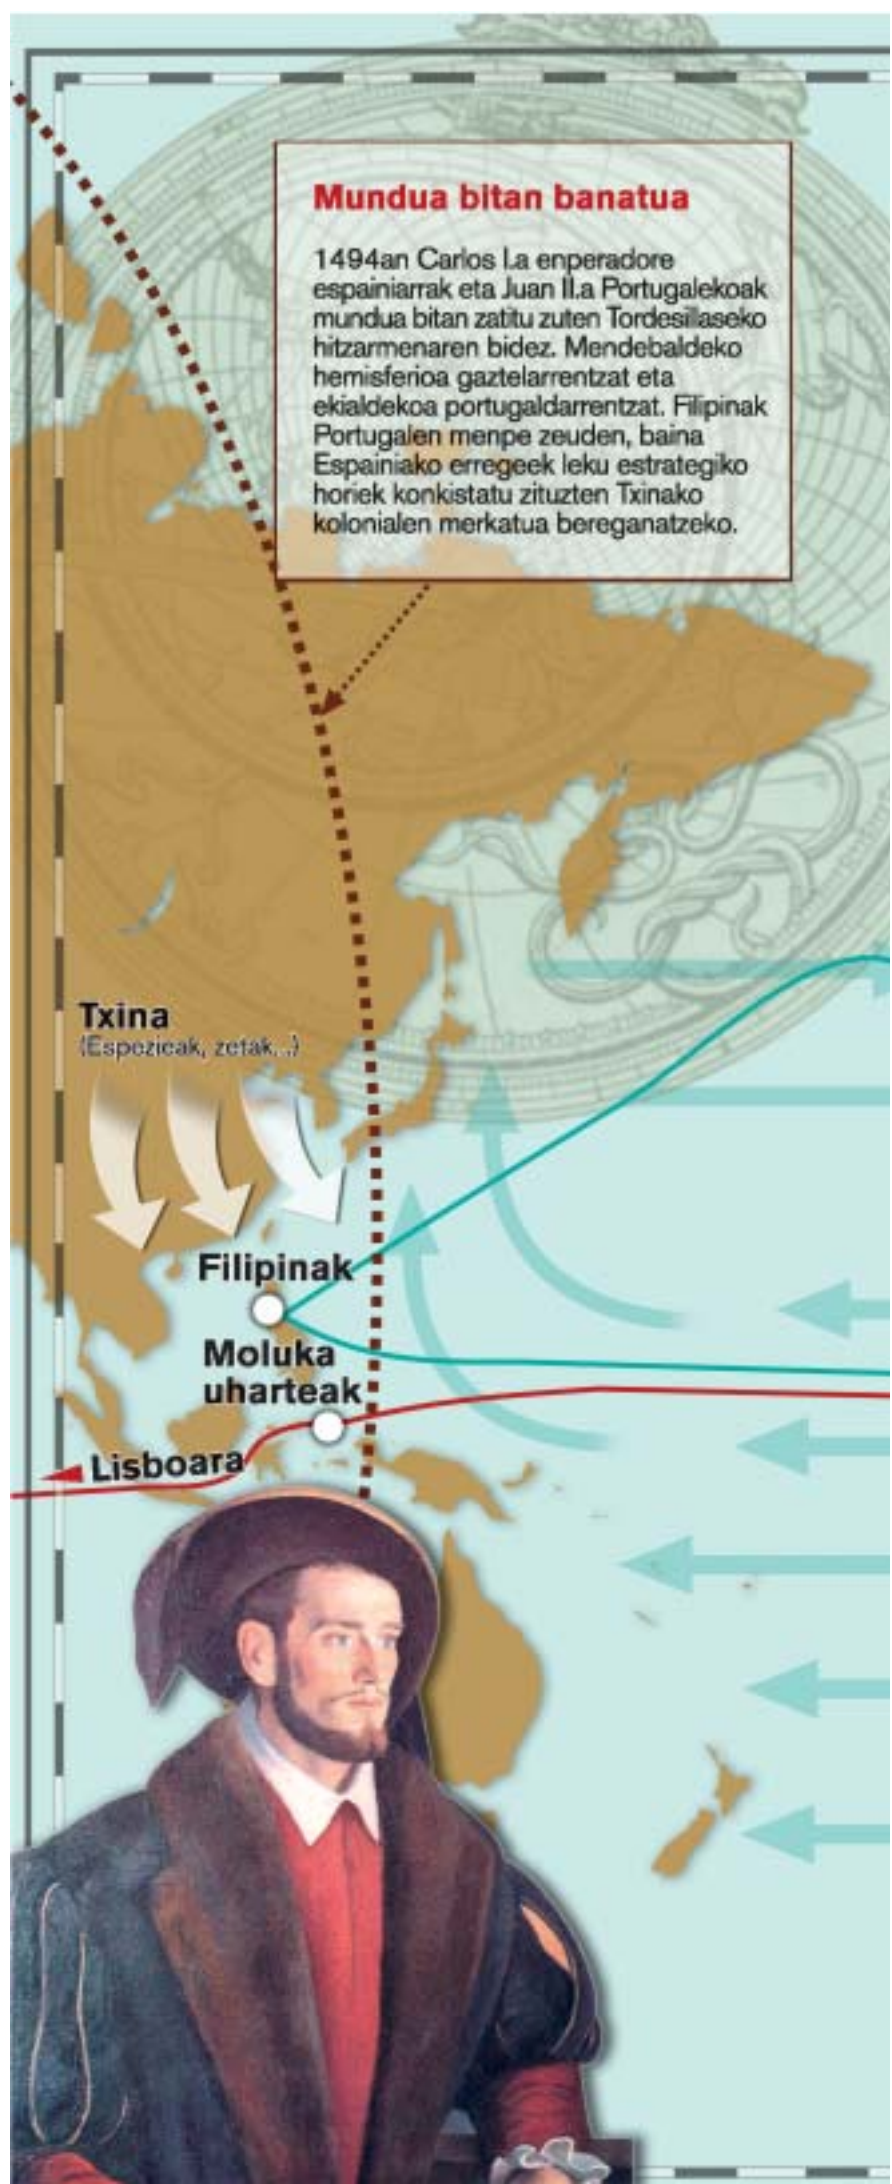 Mundua bitan banatua
1494an Carlos I.a enperadore
espainiarrak eta Juan II.a Portugalekoak
mundua bitan zatitu zuten Tordesillaseko
hitzarmenaren bidez. Mendebaldeko
hemisferioa gaztelarrentzat eta
ekialdekoa portugaldarrentzat. Filipinak
Portugalen menpe zeuden, baina
Espainiako erregeek leku estrategiko
horiek konkistatu zituzten Txinako
kolonialen merkatua bereganatzeko.
Txina
(Espezieak, zetak...)
Filipinak
Moluka
uharteak
Lisboara